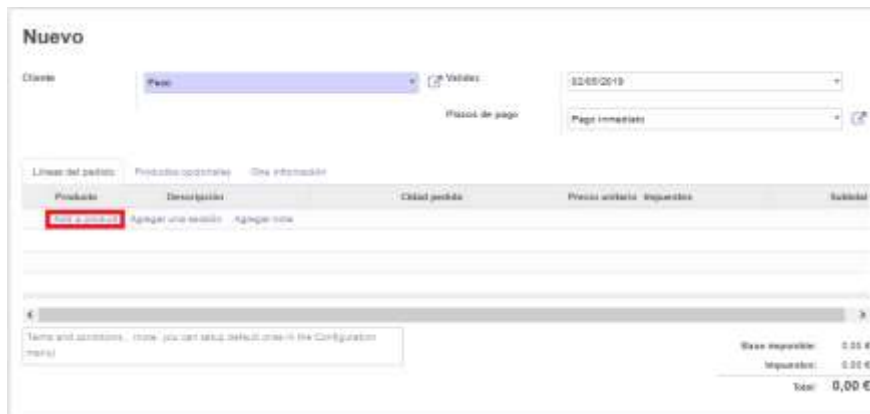 Nuevo
Cliente Paco Validez 02/05/2019
Plazos de pago Pago inmediato
Líneas del pedido Productos opcionales Otra información
Producto Descripción Ctdad pedida Precio unitario Impuestos Subtotal
Add a product Agregar una sección Agregar nota
Terms and conditions... (note: you can setup default ones in the Configuration
menu)
Base imponible: 0,00 €
Impuestos: 0,00 €
Total: 0,00 €